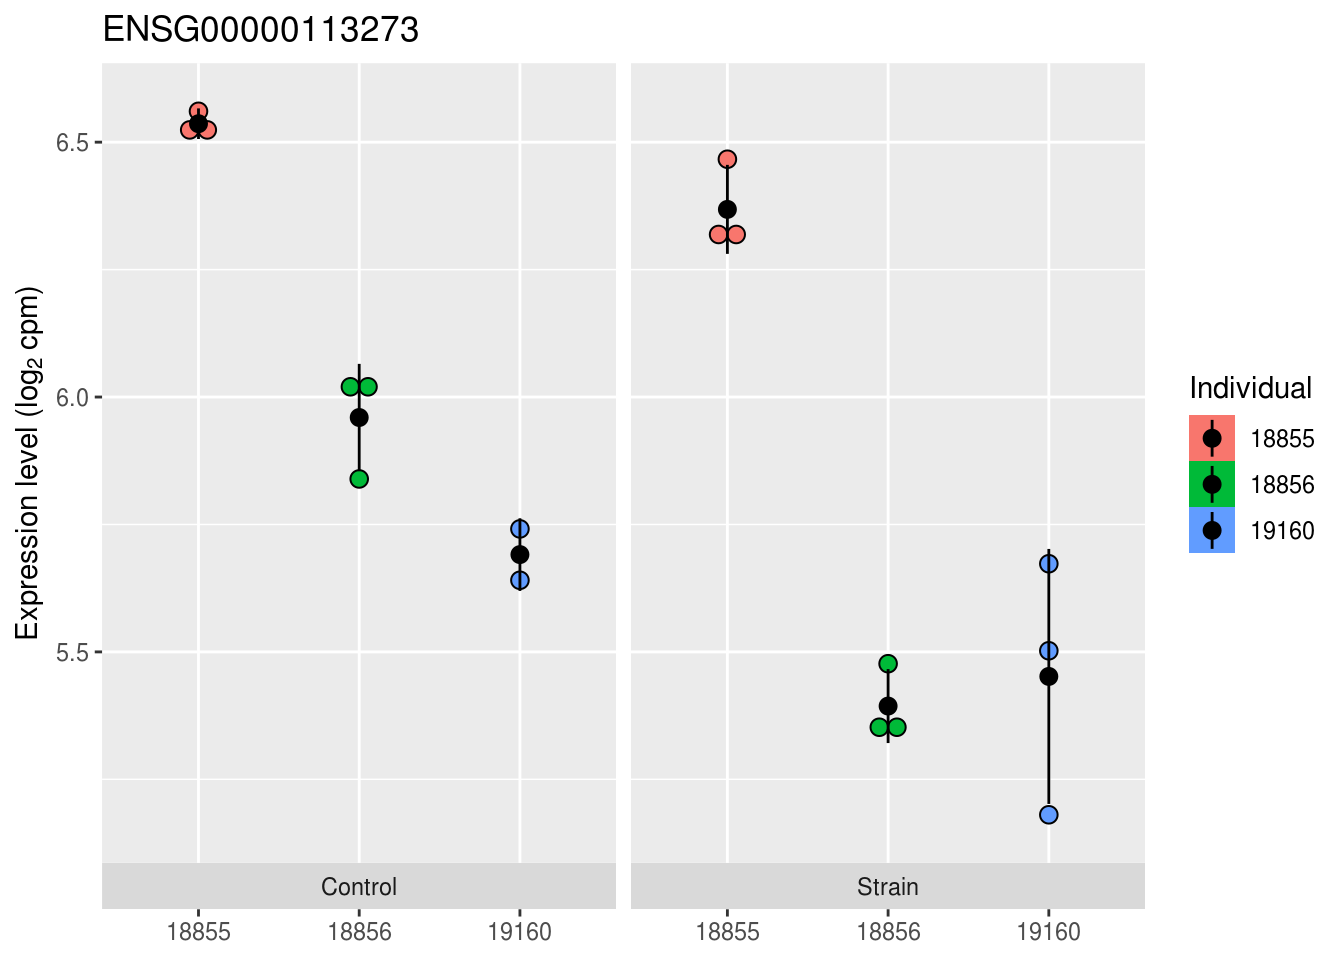 ENSG00000113273
Expression level (log₂ cpm)
6.5
6.0
5.5
Control
Strain
18855
18856
19160
18855
18856
19160
Individual
18855
18856
19160